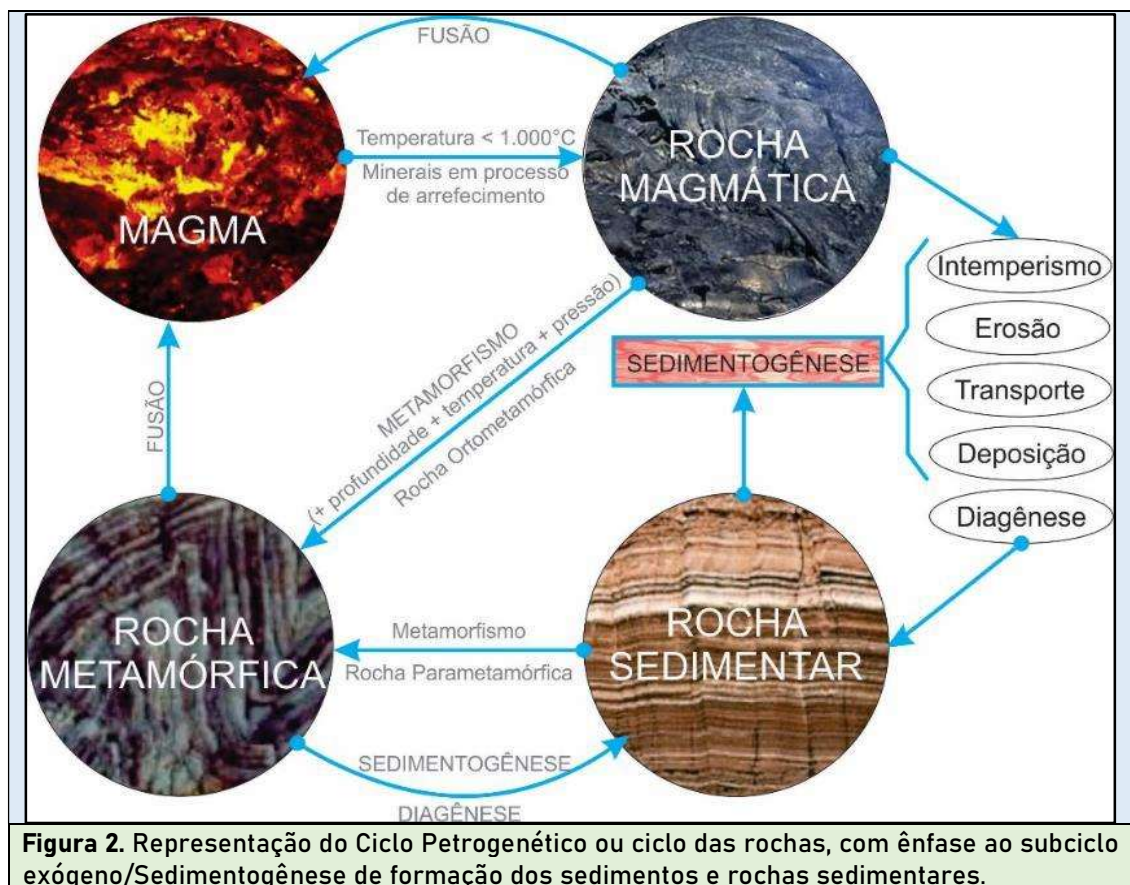 FUSÃO
MAGMA
Temperatura < 1.000°C
Minerais em processo
de arrefecimento
ROCHA
MAGMÁTICA
Intemperismo
Erosão
Transporte
Deposição
Diagênese
SEDIMENTOGÊNESE
METAMORFISMO
(+ profundidade + temperatura + pressão)
Rocha Ortometamórfica
FUSÃO
ROCHA
METAMÓRFICA
Metamorfismo
Rocha Parametamórfica
ROCHA
SEDIMENTAR
SEDIMENTOGÊNESE
DIAGÊNESE
Figura 2. Representação do Ciclo Petrogenético ou ciclo das rochas, com ênfase ao subciclo
exógeno/Sedimentogênese de formação dos sedimentos e rochas sedimentares.